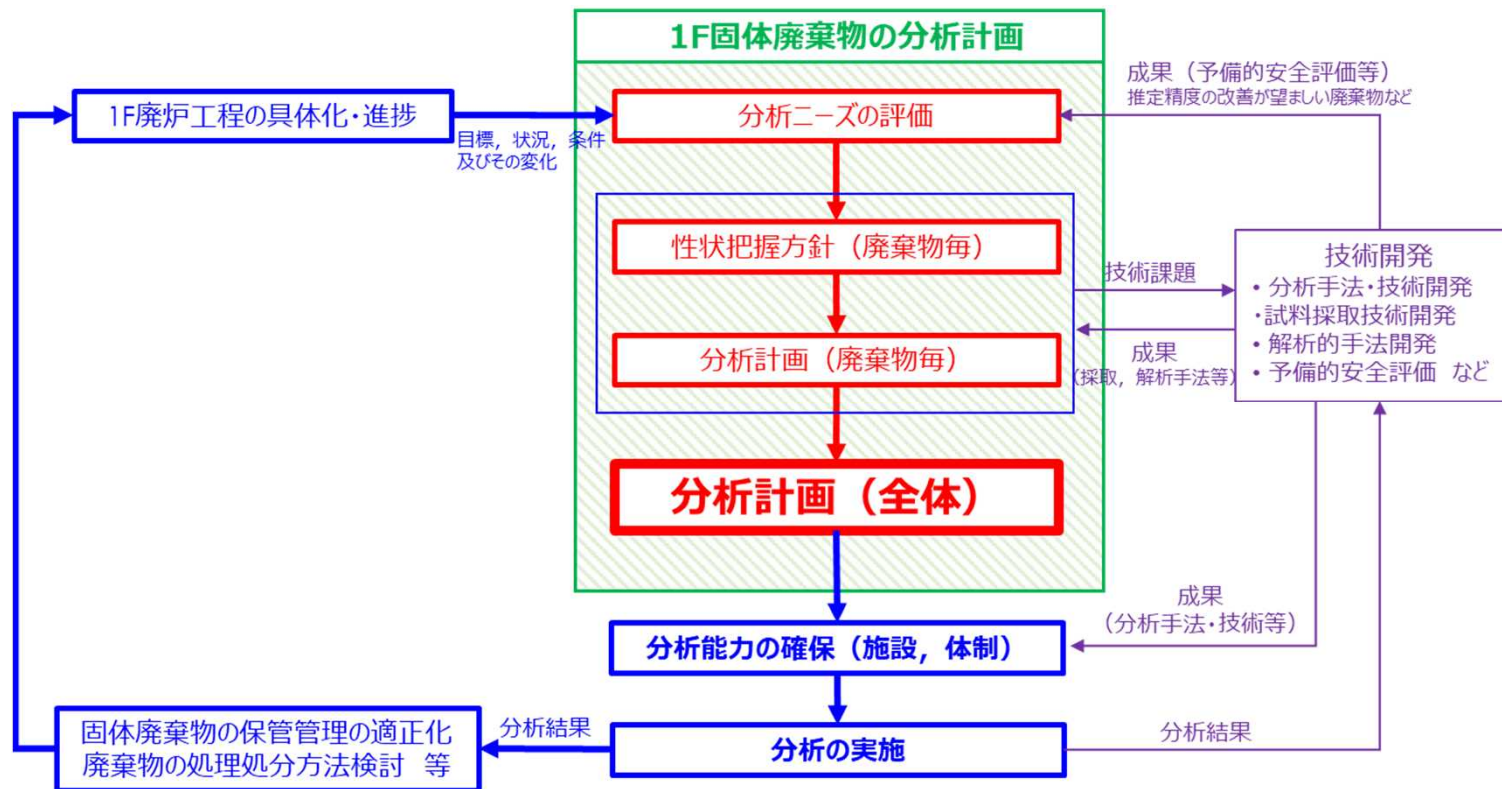 1F固体廃棄物の分析計画
1F廃炉工程の具体化・進捗
目標，状況，条件
及びその変化
分析ニーズの評価
成果（予備的安全評価等）
推定精度の改善が望ましい廃棄物など
性状把握方針（廃棄物毎）
分析計画（廃棄物毎）
技術課題
成果
（採取，解析手法等）
技術開発
・分析手法・技術開発
・試料採取技術開発
・解析的手法開発
・予備的安全評価　など
分析計画（全体）
成果
（分析手法・技術等）
分析能力の確保（施設，体制）
分析の実施
分析結果
分析結果
固体廃棄物の保管管理の適正化
廃棄物の処理処分方法検討　等